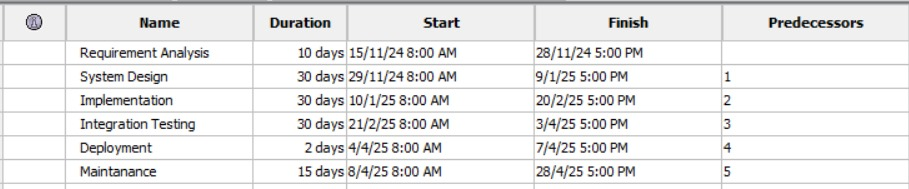 Name Duration Start Finish Predecessors
Requirement Analysis 10 days 15/11/24 8:00 AM 28/11/24 5:00 PM
System Design 30 days 29/11/24 8:00 AM 9/1/25 5:00 PM 1
Implementation 30 days 10/1/25 8:00 AM 20/2/25 5:00 PM 2
Integration Testing 30 days 21/2/25 8:00 AM 3/4/25 5:00 PM 3
Deployment 2 days 4/4/25 8:00 AM 7/4/25 5:00 PM 4
Maintanance 15 days 8/4/25 8:00 AM 28/4/25 5:00 PM 5